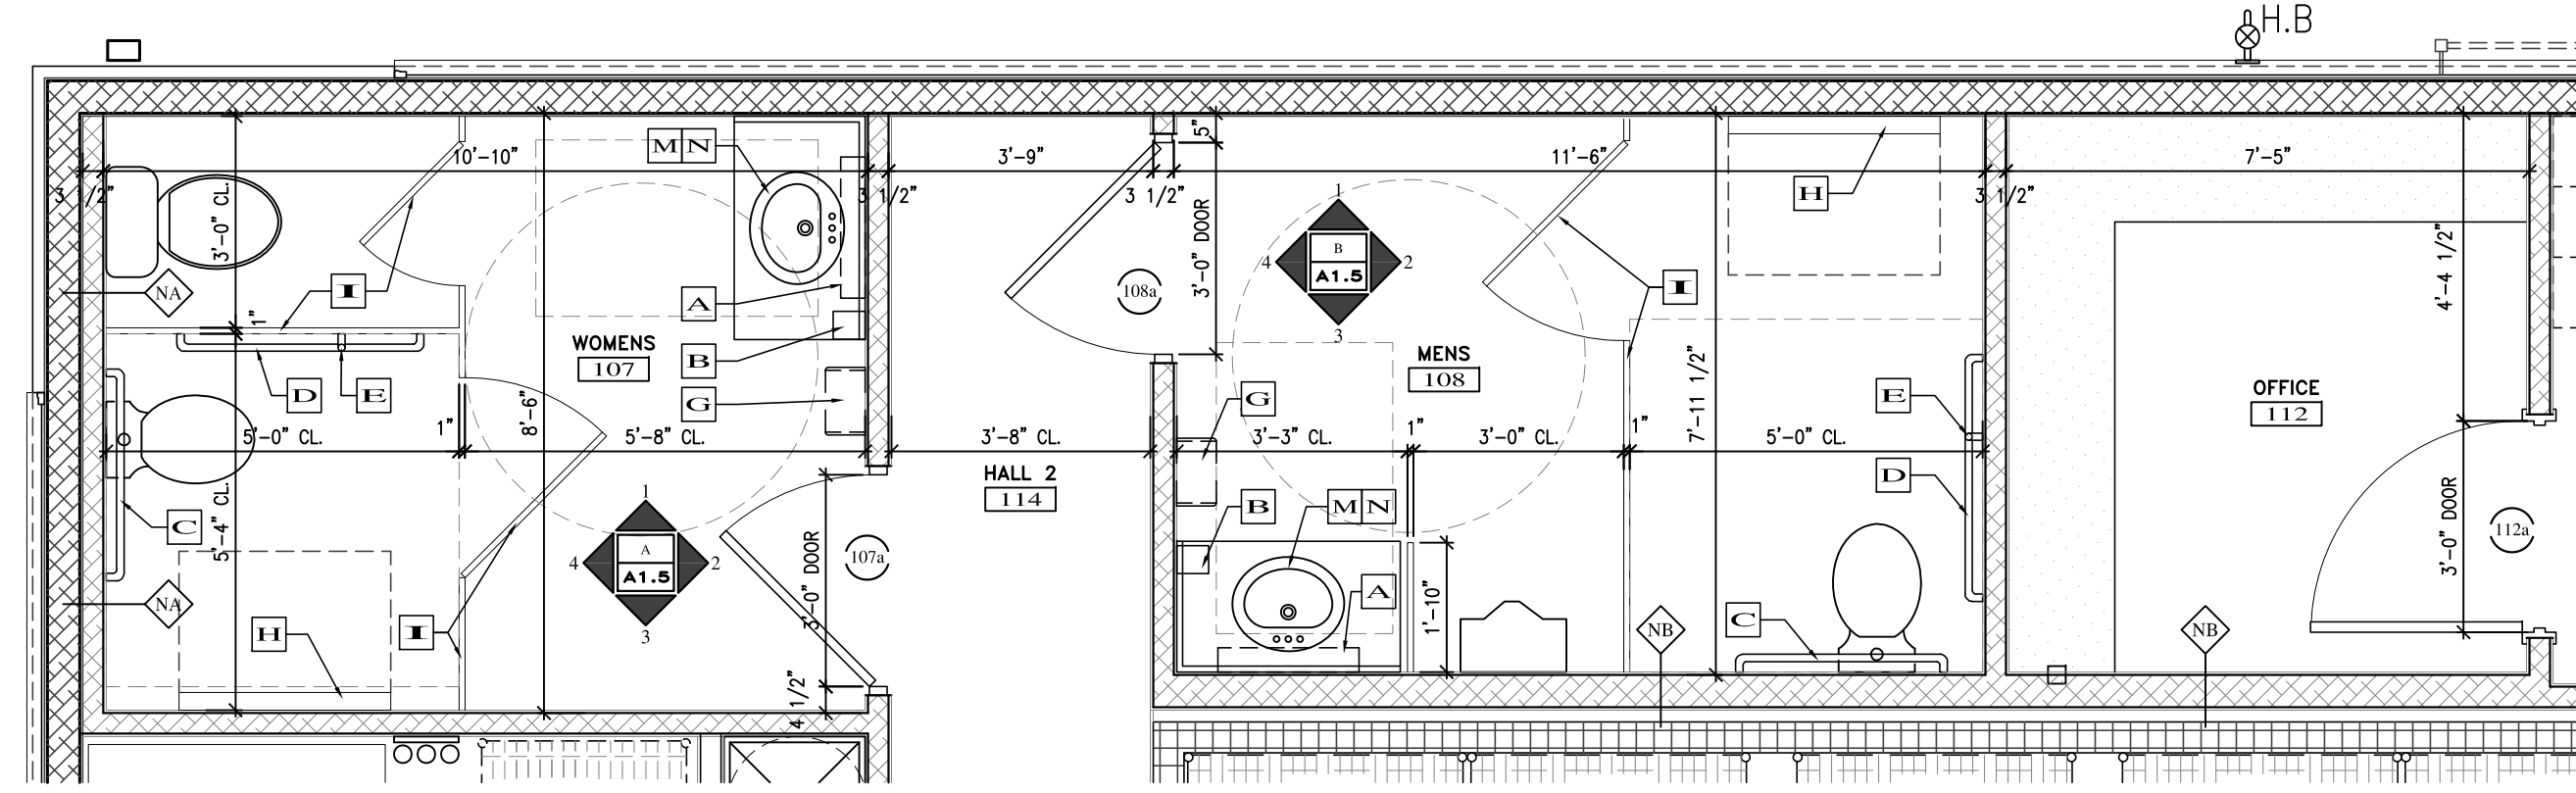 H.B
M N
10'-10"
3'-9"
5"
11'-6"
7'-5"
3 1/2"
3 1/2"
3 1/2"
H
3 1/2"
1
B
4
2
A1.5
3
3'-0" CL.
3'-0" DOOR
4'-4 1/2"
NA
I
108a
I
A
1"
WOMENS
107
MENS
108
B
7'-11 1/2"
OFFICE
112
D
E
G
G
E
8'-6"
5'-0" CL.
1"
5'-8" CL.
3'-8" CL.
3'-3" CL.
1"
3'-0" CL.
1"
5'-0" CL.
HALL 2
114
D
1
A
4
2
A1.5
3
B
M N
C
5'-4" CL.
3'-0" DOOR
107a
3'-0" DOOR
112a
NA
A
1'-10"
H
I
C
NB
NB
4 1/2"